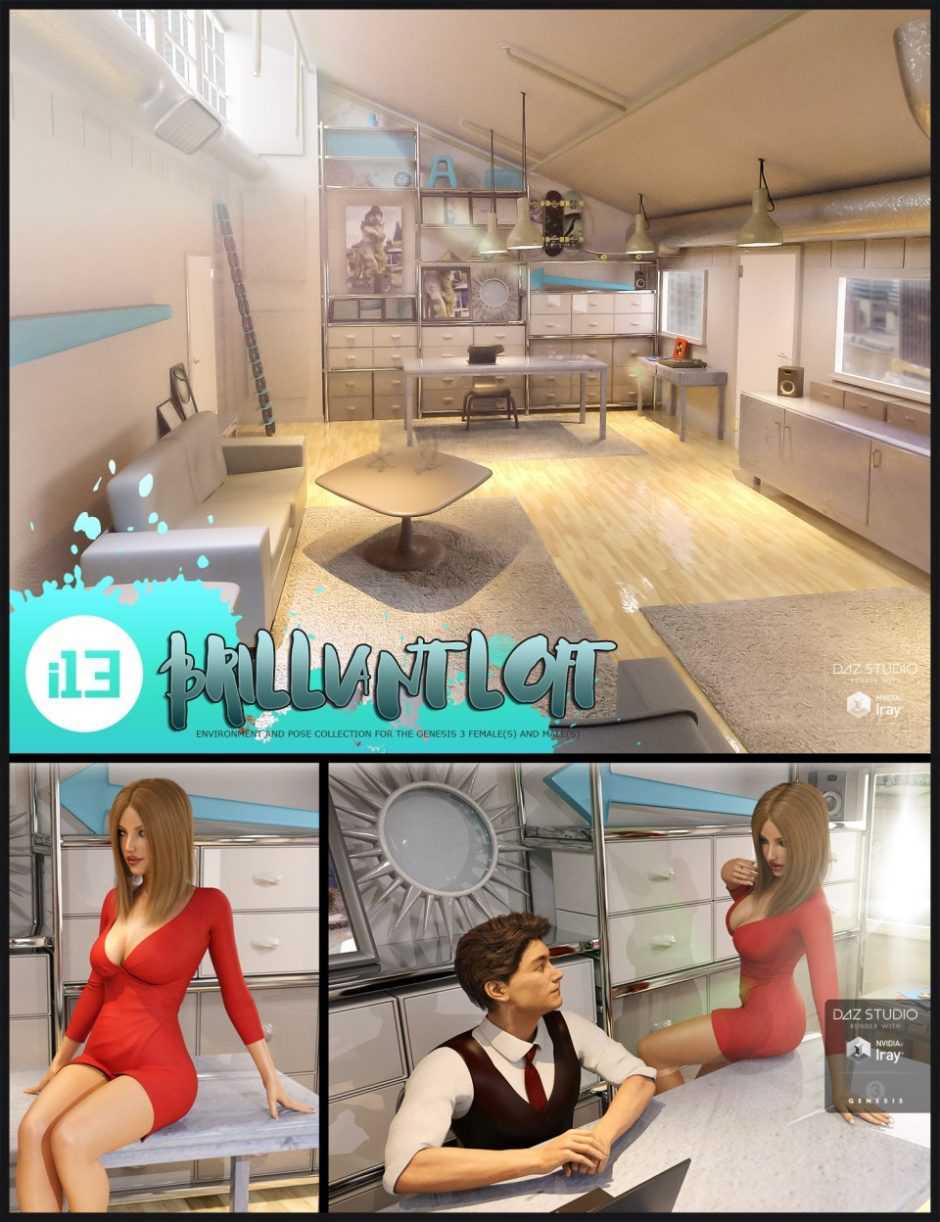 i13
BRILLIANT LOFT
ENVIRONMENT AND POSE COLLECTION FOR THE GENESIS 3 FEMALE(S) AND MALE(S)
DAZ STUDIO
RENDER WITH
NVIDIA
Iray
DAZ STUDIO
RENDER WITH
NVIDIA
Iray
GENESIS